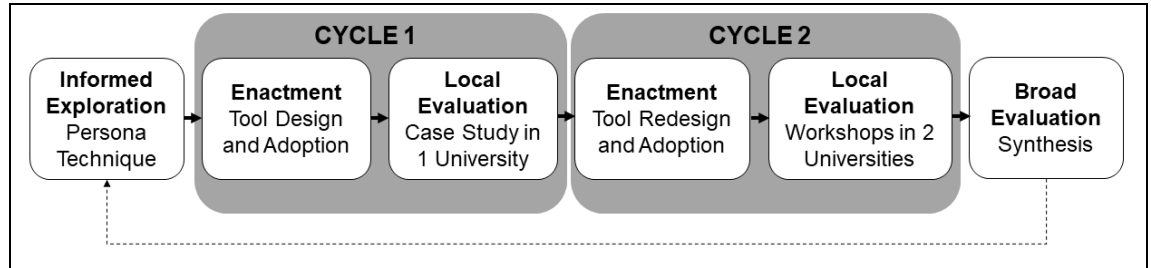 CYCLE 1
CYCLE 2
Informed
Exploration
Persona
Technique
Enactment
Tool Design
and Adoption
Local
Evaluation
Case Study in
1 University
Enactment
Tool Redesign
and Adoption
Local
Evaluation
Workshops in 2
Universities
Broad
Evaluation
Synthesis